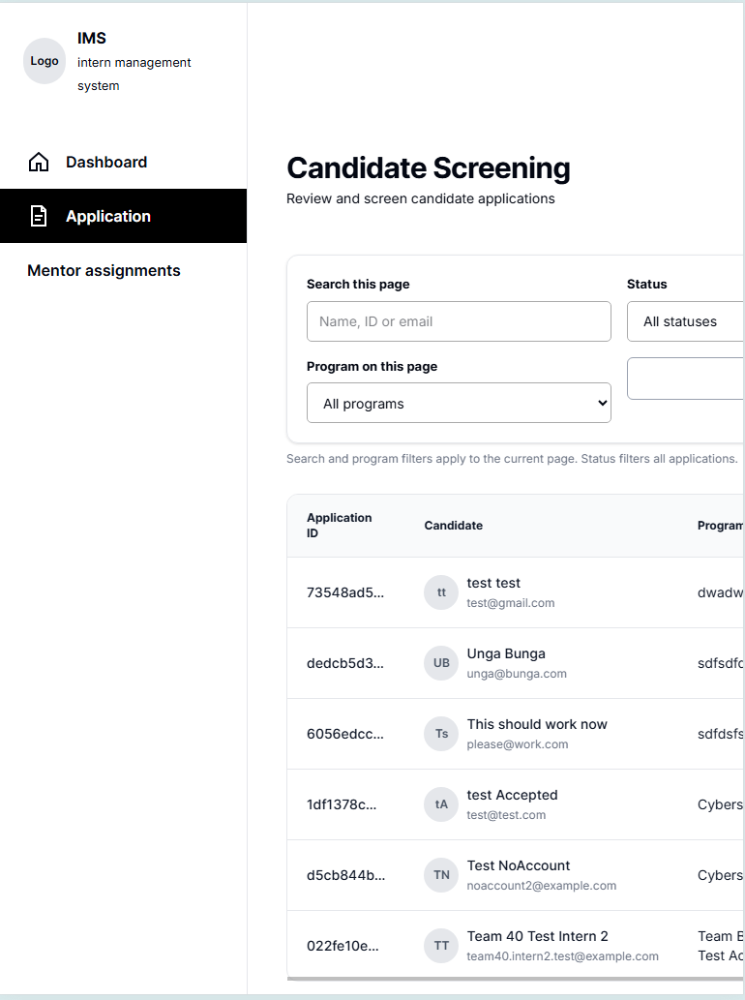 IMS
Logo
intern management
system
Dashboard
Application
Mentor assignments
Candidate Screening
Review and screen candidate applications
Search this page
Status
Name, ID or email
All statuses
Program on this page
All programs
Search and program filters apply to the current page. Status filters all applications.
Application
ID
Candidate
Program
73548ad5...
tt
test test
test@gmail.com
dwadw
dedcb5d3...
UB
Unga Bunga
unga@bunga.com
sdfsdfd
6056edcc...
Ts
This should work now
please@work.com
sdfdsfs
1df1378c...
tA
test Accepted
test@test.com
Cybers
d5cb844b...
TN
Test NoAccount
noaccount2@example.com
Cybers
022fe10e...
TT
Team 40 Test Intern 2
team40.intern2.test@example.com
Team B
Test Ac